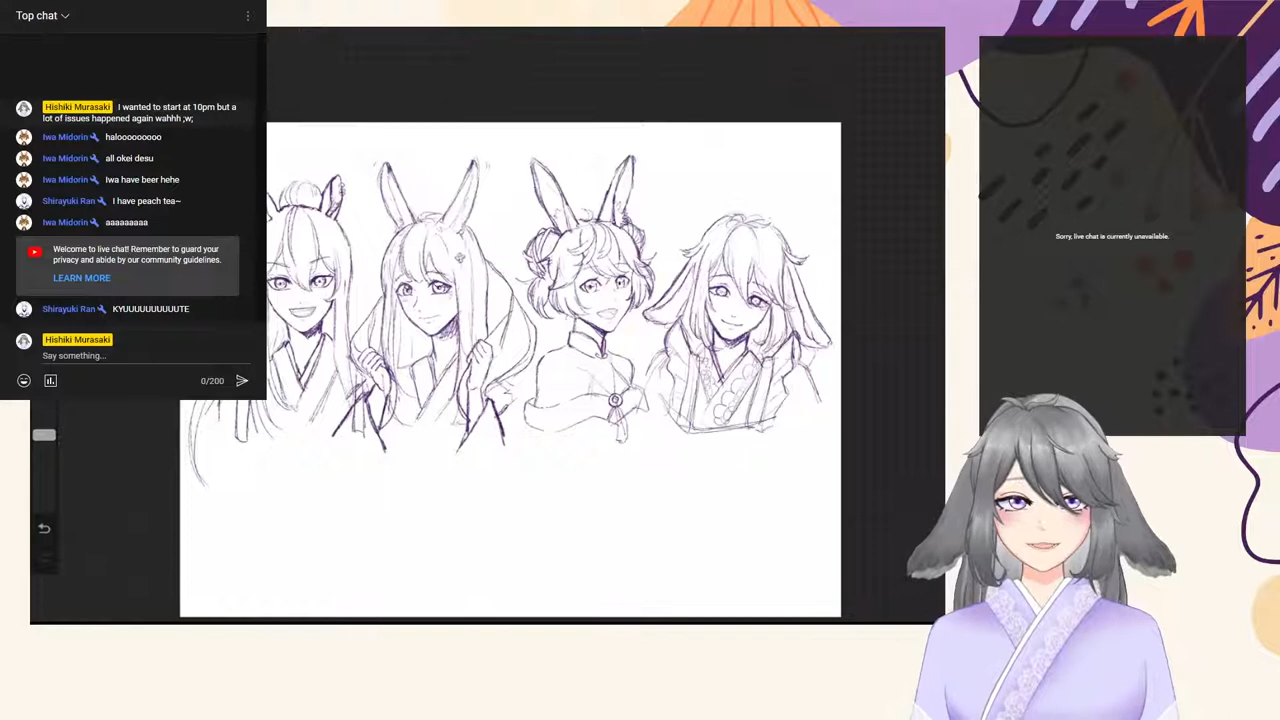 Top chat
Hishiki Murasaki I wanted to start at 10pm but a
lot of issues happened again wahhh ;w;
Iwa Midorin halooooooooo
Iwa Midorin all okei desu
Iwa Midorin Iwa have beer hehe
Shirayuki Ran I have peach tea~
Iwa Midorin aaaaaaaaa
Welcome to live chat! Remember to guard your
privacy and abide by our community guidelines.
LEARN MORE
Shirayuki Ran KYUUUUUUUUUUTE
Hishiki Murasaki
Say something...
0/200
Sorry, live chat is currently unavailable.